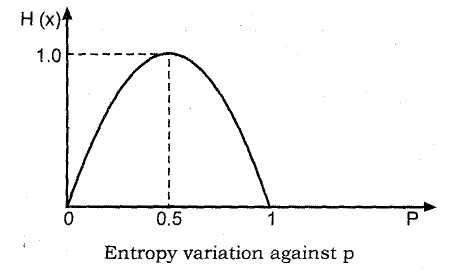 H (x)
1.0
0 0.5 1 P
Entropy variation against p